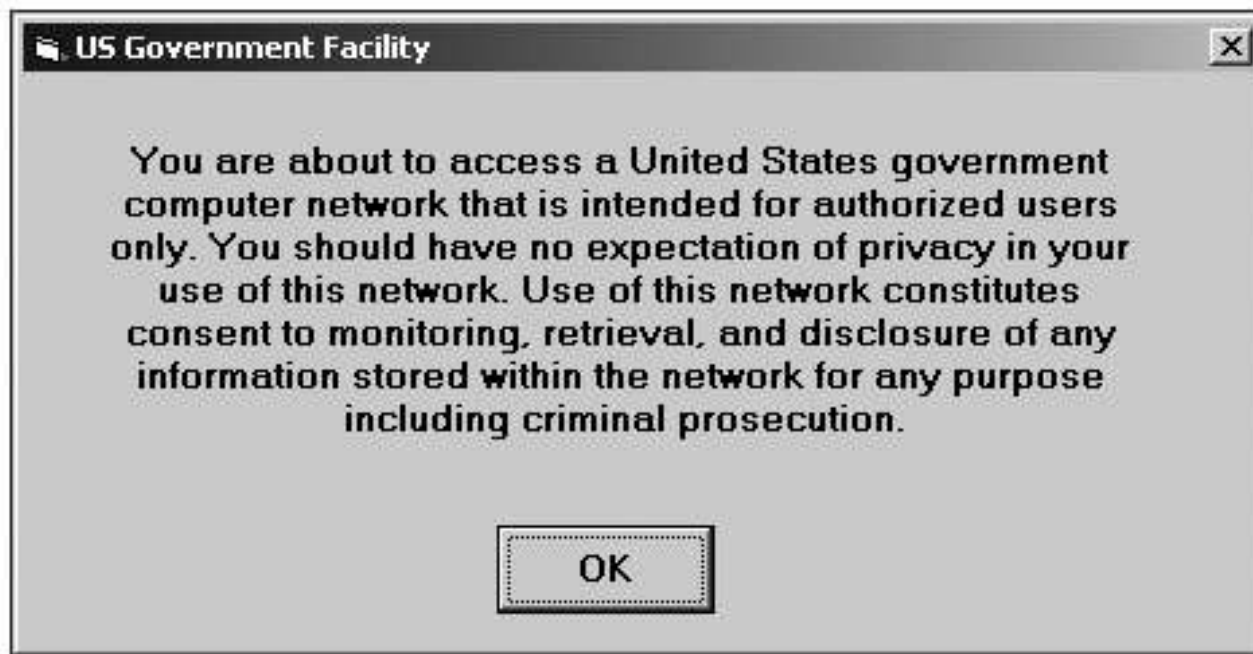 US Government Facility
You are about to access a United States government
computer network that is intended for authorized users
only. You should have no expectation of privacy in your
use of this network. Use of this network constitutes
consent to monitoring, retrieval, and disclosure of any
information stored within the network for any purpose
including criminal prosecution.
OK